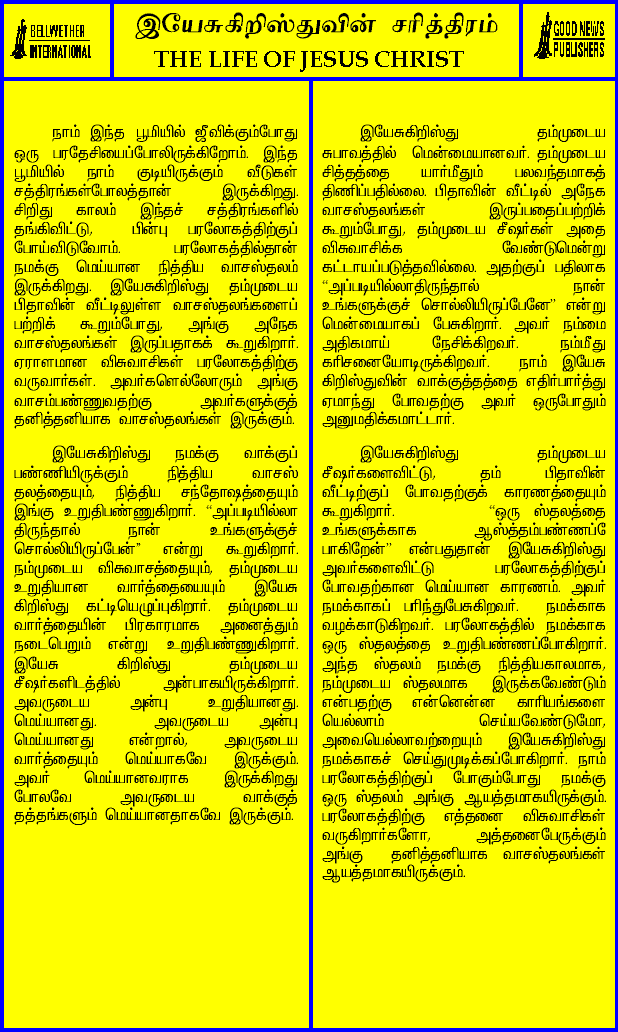 BELLWETHER
INTERNATIONAL
இயேசுகிறிஸ்துவின் சரித்திரம்
THE LIFE OF JESUS CHRIST
GOOD NEWS
PUBLISHERS
நாம் இந்த பூமியில் ஜீவிக்கும்போது
ஒரு பரதேசியைப்போலிருக்கிறோம். இந்த
பூமியில் நாம் குடியிருக்கும் வீடுகள்
சத்திரங்கள்போலத்தான் இருக்கிறது.
சிறிது காலம் இந்தச் சத்திரங்களில்
தங்கிவிட்டு, பின்பு பரலோகத்திற்குப்
போய்விடுவோம். பரலோகத்தில்தான்
நமக்கு மெய்யான நித்திய வாசஸ்தலம்
இருக்கிறது. இயேசுகிறிஸ்து தம்முடைய
பிதாவின் வீட்டிலுள்ள வாசஸ்தலங்களைப்
பற்றிக் கூறும்போது, அங்கு அநேக
வாசஸ்தலங்கள் இருப்பதாகக் கூறுகிறார்.
ஏராளமான விசுவாசிகள் பரலோகத்திற்கு
வருவார்கள். அவர்களெல்லோரும் அங்கு
வாசம்பண்ணுவதற்கு அவர்களுக்குத்
தனித்தனியாக வாசஸ்தலங்கள் இருக்கும்.
இயேசுகிறிஸ்து நமக்கு வாக்குப்
பண்ணியிருக்கும் நித்திய வாசஸ்
தலத்தையும், நித்திய சந்தோஷத்தையும்
இங்கு உறுதிபண்ணுகிறார். “அப்படியில்லா
திருந்தால் நான் உங்களுக்குச்
சொல்லியிருப்பேன்” என்று கூறுகிறார்.
நம்முடைய விசுவாசத்தையும், தம்முடைய
உறுதியான வார்த்தையையும் இயேசு
கிறிஸ்து கட்டியெழுப்புகிறார். தம்முடைய
வார்த்தையின் பிரகாரமாக அனைத்தும்
நடைபெறும் என்று உறுதிபண்ணுகிறார்.
இயேசு கிறிஸ்து தம்முடைய
சீஷர்களிடத்தில் அன்பாகயிருக்கிறார்.
அவருடைய அன்பு உறுதியானது.
மெய்யானது. அவருடைய அன்பு
மெய்யானது என்றால், அவருடைய
வார்த்தையும் மெய்யாகவே இருக்கும்.
அவர் மெய்யானவராக இருக்கிறது
போலவே அவருடைய வாக்குத்
தத்தங்களும் மெய்யானதாகவே இருக்கும்.
இயேசுகிறிஸ்து தம்முடைய
சுபாவத்தில் மென்மையானவர். தம்முடைய
சித்தத்தை யார்மீதும் பலவந்தமாகத்
திணிப்பதில்லை. பிதாவின் வீட்டில் அநேக
வாசஸ்தலங்கள் இருப்பதைப்பற்றிக்
கூறும்போது, தம்முடைய சீஷர்கள் அதை
விசுவாசிக்க வேண்டுமென்று
கட்டாயப்படுத்தவில்லை. அதற்குப் பதிலாக
“அப்படியில்லாதிருந்தால் நான்
உங்களுக்குச் சொல்லியிருப்பேனே” என்று
மென்மையாகப் பேசுகிறார். அவர் நம்மை
அதிகமாய் நேசிக்கிறவர். நம்மீது
கரிசனையோடிருக்கிறவர். நாம் இயேசு
கிறிஸ்துவின் வாக்குத்தத்தை எதிர்பார்த்து
ஏமாந்து போவதற்கு அவர் ஒருபோதும்
அனுமதிக்கமாட்டார்.
இயேசுகிறிஸ்து தம்முடைய
சீஷர்களைவிட்டு, தம் பிதாவின்
வீட்டிற்குப் போவதற்குக் காரணத்தையும்
கூறுகிறார். “ஒரு ஸ்தலத்தை
உங்களுக்காக ஆஸ்த்தம்பண்ணப்பே
பாகிறேன்” என்பதுதான் இயேசுகிறிஸ்து
அவர்களைவிட்டு பரலோகத்திற்குப்
போவதற்கான மெய்யான காரணம். அவர்
நமக்காகப் பரிந்துபேசுகிறவர். நமக்காக
வழக்காடுகிறவர். பரலோகத்தில் நமக்காக
ஒரு ஸ்தலத்தை உறுதிபண்ணப்போகிறார்.
அந்த ஸ்தலம் நமக்கு நித்தியகாலமாக,
நம்முடைய ஸ்தலமாக இருக்கவேண்டும்
என்பதற்கு என்னென்ன காரியங்களை
யெல்லாம் செய்யவேண்டுமோ,
அவையெல்லாவற்றையும் இயேசுகிறிஸ்து
நமக்காகச் செய்துமுடிக்கப்போகிறார். நாம்
பரலோகத்திற்குப் போகும்போது நமக்கு
ஒரு ஸ்தலம் அங்கு ஆயத்தமாகயிருக்கும்.
பரலோகத்திற்கு எத்தனை விசுவாசிகள்
வருகிறார்களோ, அத்தனைபேருக்கும்
அங்கு தனித்தனியாக வாசஸ்தலங்கள்
ஆயத்தமாகயிருக்கும்.